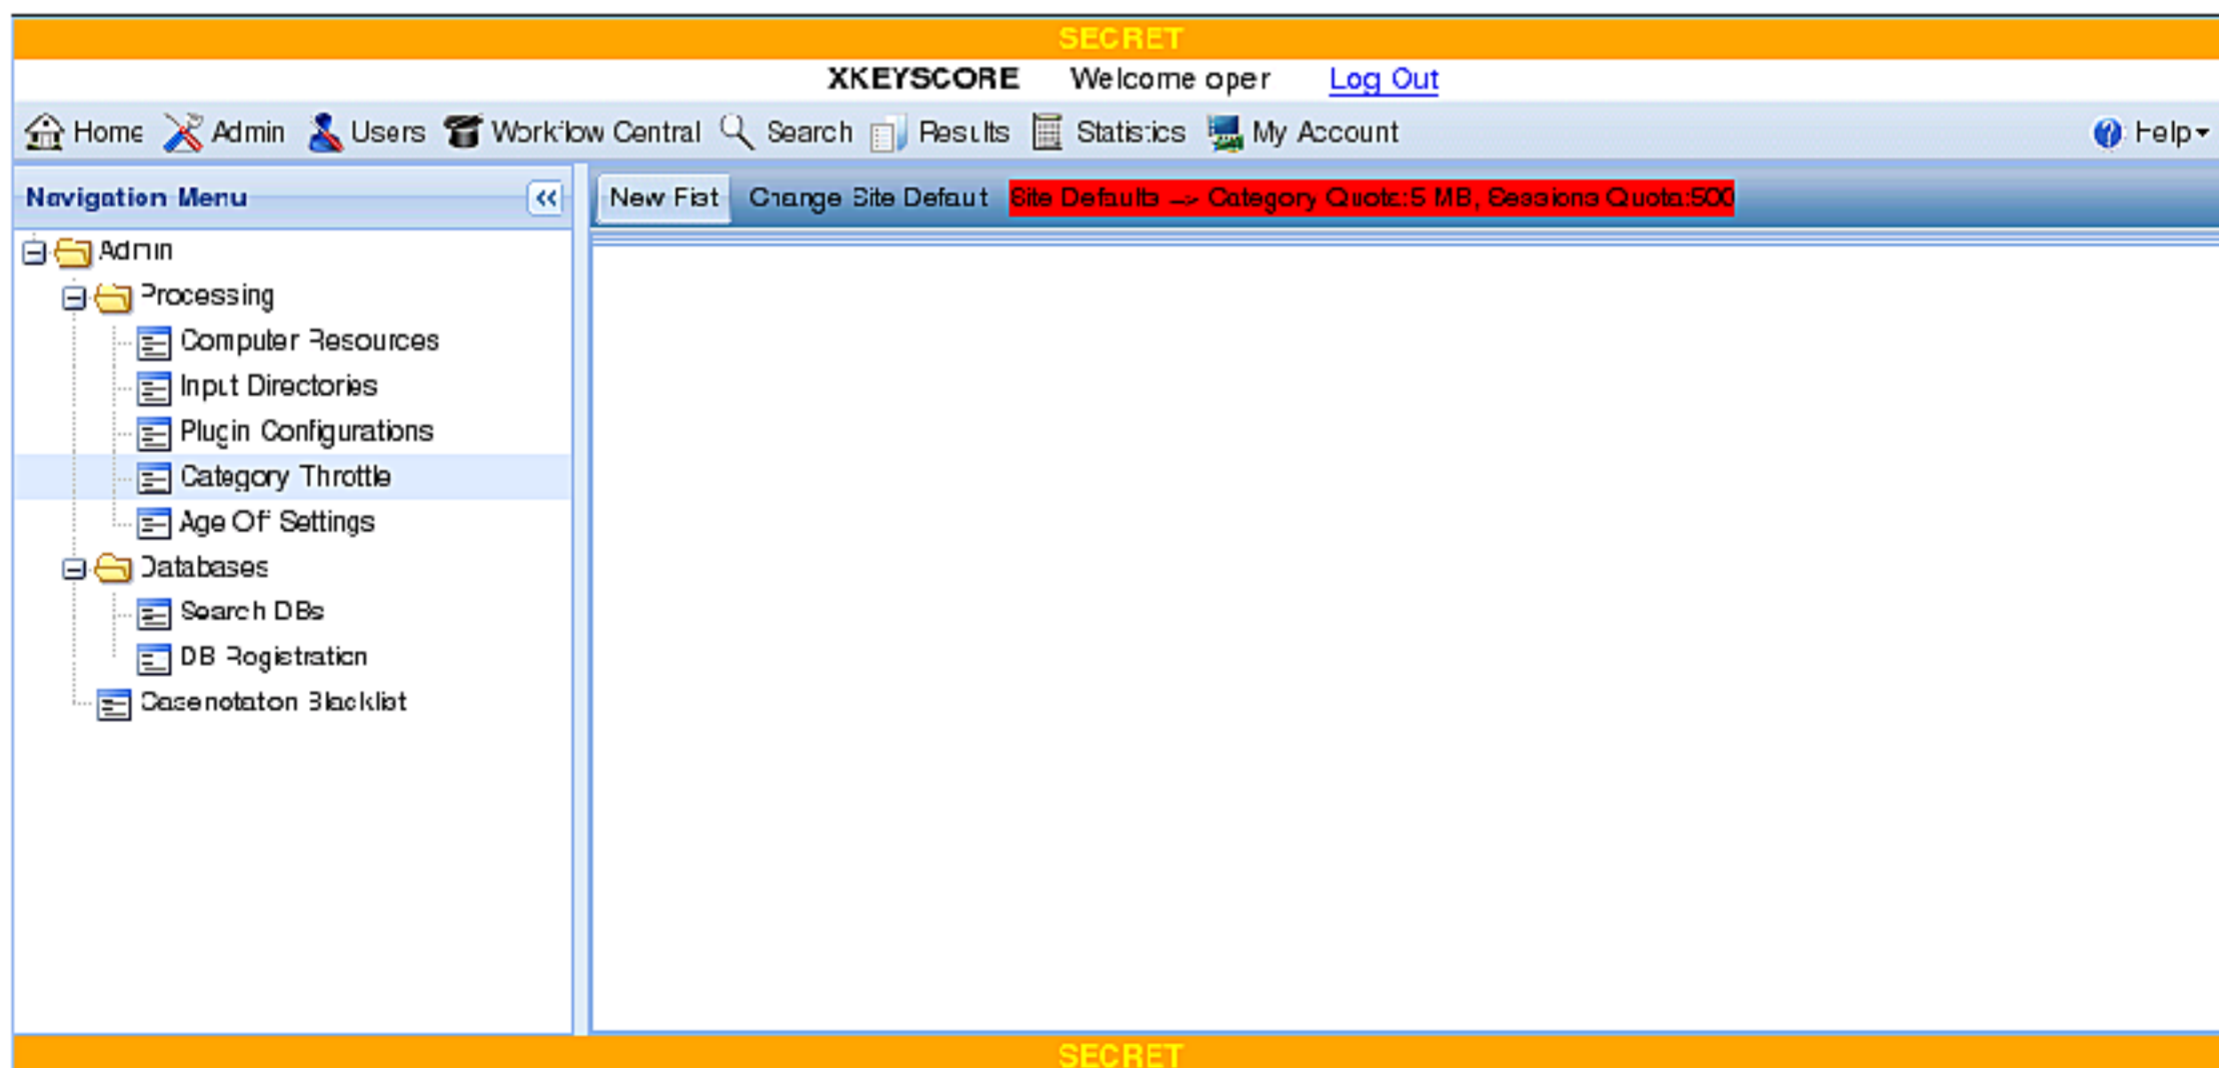 SECRET
XKEYSCORE Welcome oper Log Out
Home Admin Users Workflow Central Search Results Statistics My Account Help
Navigation Menu
New Fist Change Site Default Site Defaults --> Category Quota:5 MB, Sessions Quota:500
Admin
Processing
Computer Resources
Input Directories
Plugin Configurations
Category Throttle
Age Off Settings
Databases
Search DBs
DB Registration
Casenotation Blacklist
SECRET